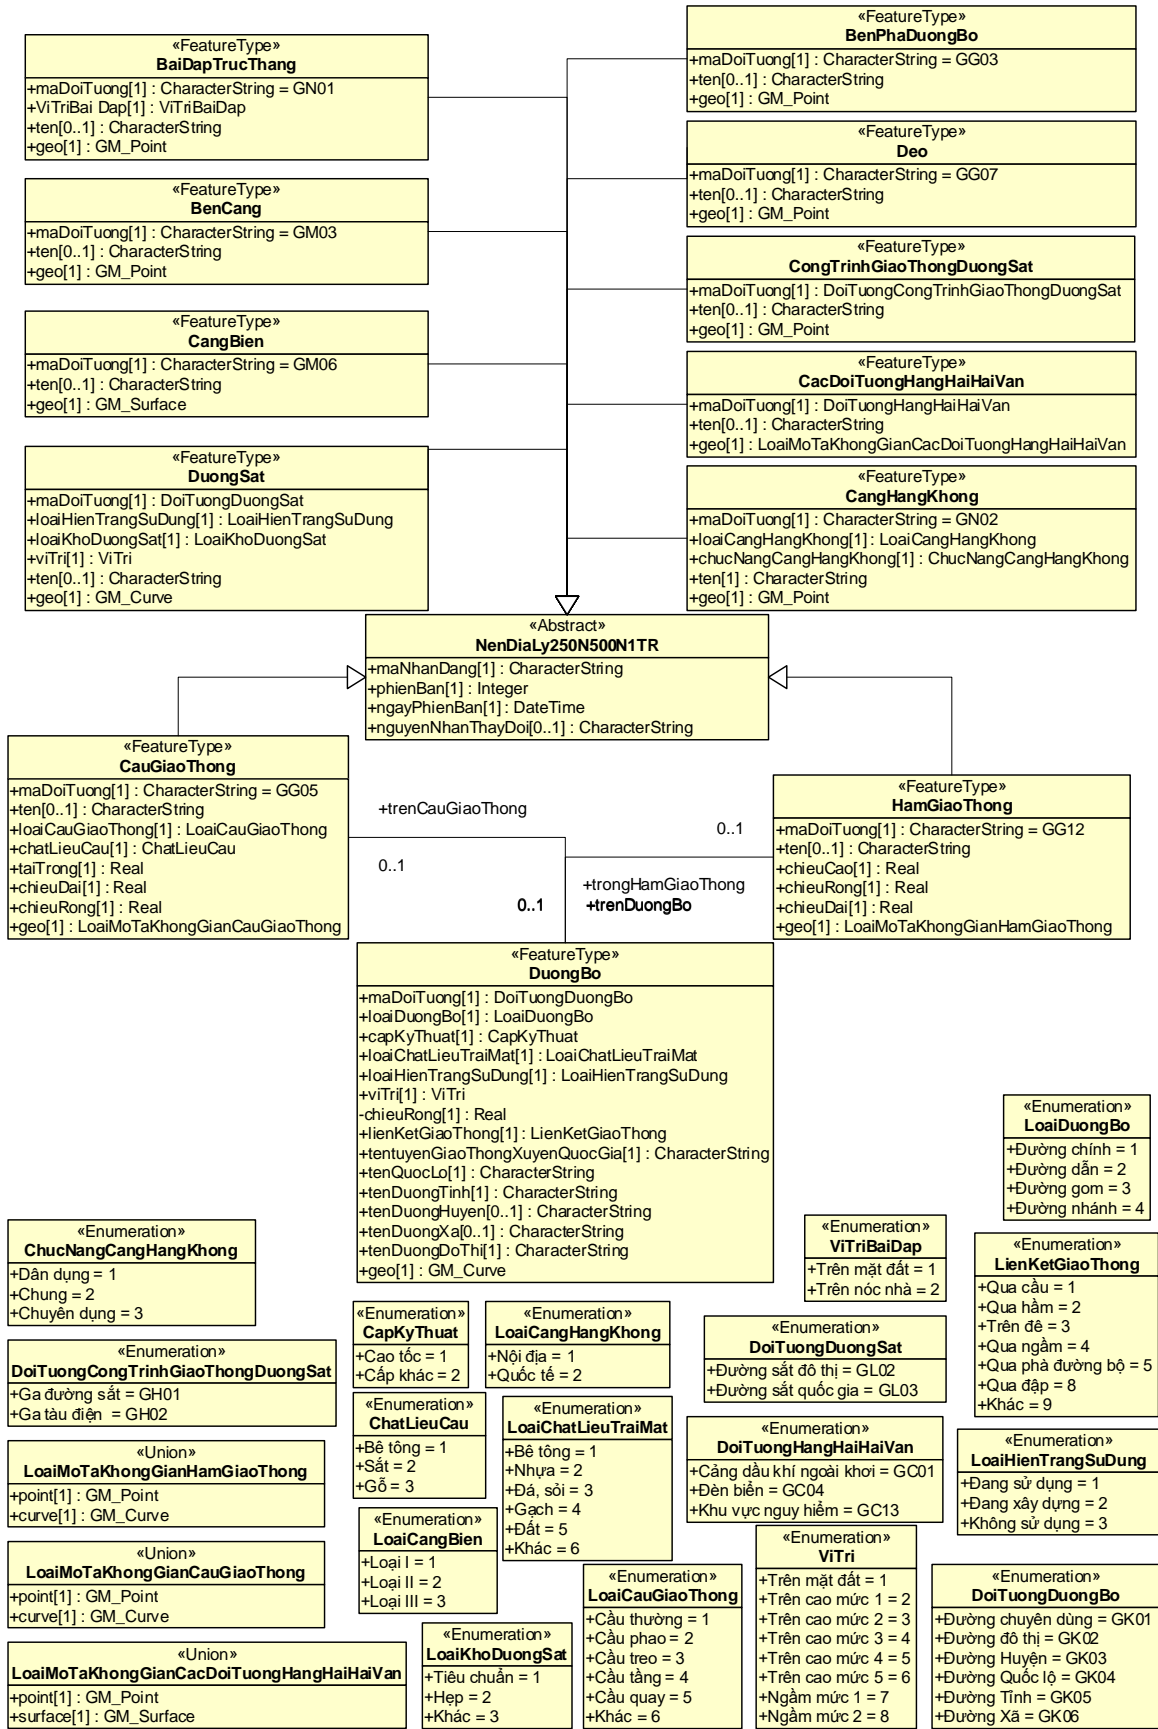 «FeatureType»
BaiDapTrucThang
+maDoiTuong[1] : CharacterString = GN01
+ViTriBai Dap[1] : ViTriBaiDap
+ten[0..1] : CharacterString
+geo[1] : GM_Point
«FeatureType»
BenCang
+maDoiTuong[1] : CharacterString = GM03
+ten[0..1] : CharacterString
+geo[1] : GM_Point
«FeatureType»
CangBien
+maDoiTuong[1] : CharacterString = GM06
+ten[0..1] : CharacterString
+geo[1] : GM_Surface
«FeatureType»
DuongSat
+maDoiTuong[1] : DoiTuongDuongSat
+loaiHienTrangSuDung[1] : LoaiHienTrangSuDung
+loaiKhoDuongSat[1] : LoaiKhoDuongSat
+viTri[1] : ViTri
+ten[0..1] : CharacterString
+geo[1] : GM_Curve
«FeatureType»
BenPhaDuongBo
+maDoiTuong[1] : CharacterString = GG03
+ten[0..1] : CharacterString
+geo[1] : GM_Point
«FeatureType»
Deo
+maDoiTuong[1] : CharacterString = GG07
+ten[0..1] : CharacterString
+geo[1] : GM_Point
«FeatureType»
CongTrinhGiaoThongDuongSat
+maDoiTuong[1] : DoiTuongCongTrinhGiaoThongDuongSat
+ten[0..1] : CharacterString
+geo[1] : GM_Point
«FeatureType»
CacDoiTuongHangHaiHaiVan
+maDoiTuong[1] : DoiTuongHangHaiHaiVan
+ten[0..1] : CharacterString
+geo[1] : LoaiMoTaKhongGianCacDoiTuongHangHaiHaiVan
«FeatureType»
CangHangKhong
+maDoiTuong[1] : CharacterString = GN02
+loaiCangHangKhong[1] : LoaiCangHangKhong
+chucNangCangHangKhong[1] : ChucNangCangHangKhong
+ten[1] : CharacterString
+geo[1] : GM_Point
«Abstract»
NenDiaLy250N500N1TR
+maNhanDang[1] : CharacterString
+phienBan[1] : Integer
+ngayPhienBan[1] : DateTime
+nguyenNhanThayDoi[0..1] : CharacterString
«FeatureType»
CauGiaoThong
+maDoiTuong[1] : CharacterString = GG05
+ten[0..1] : CharacterString
+loaiCauGiaoThong[1] : LoaiCauGiaoThong
+chatLieuCau[1] : ChatLieuCau
+taiTrong[1] : Real
+chieuDai[1] : Real
+chieuRong[1] : Real
+geo[1] : LoaiMoTaKhongGianCauGiaoThong
+trenCauGiaoThong
0..1
0..1
+trongHamGiaoThong
0..1
+trenDuongBo
«FeatureType»
HamGiaoThong
+maDoiTuong[1] : CharacterString = GG12
+ten[0..1] : CharacterString
+chieuCao[1] : Real
+chieuRong[1] : Real
+chieuDai[1] : Real
+geo[1] : LoaiMoTaKhongGianHamGiaoThong
«FeatureType»
DuongBo
+maDoiTuong[1] : DoiTuongDuongBo
+loaiDuongBo[1] : LoaiDuongBo
+capKyThuat[1] : CapKyThuat
+loaiChatLieuTraiMat[1] : LoaiChatLieuTraiMat
+loaiHienTrangSuDung[1] : LoaiHienTrangSuDung
+viTri[1] : ViTri
-chieuRong[1] : Real
+lienKetGiaoThong[1] : LienKetGiaoThong
+tentuyenGiaoThongXuyenQuocGia[1] : CharacterString
+tenQuocLo[1] : CharacterString
+tenDuongTinh[1] : CharacterString
+tenDuongHuyen[0..1] : CharacterString
+tenDuongXa[0..1] : CharacterString
+tenDuongDoThi[1] : CharacterString
+geo[1] : GM_Curve
«Enumeration»
LoaiDuongBo
+Đường chính = 1
+Đường dẫn = 2
+Đường gom = 3
+Đường nhánh = 4
«Enumeration»
ChucNangCangHangKhong
+Dân dụng = 1
+Chung = 2
+Chuyên dụng = 3
«Enumeration»
ViTriBaiDap
+Trên mặt đất = 1
+Trên nóc nhà = 2
«Enumeration»
LienKetGiaoThong
+Qua cầu = 1
+Qua hầm = 2
+Trên đê = 3
+Qua ngầm = 4
+Qua phà đường bộ = 5
+Qua đập = 8
+Khác = 9
«Enumeration»
CapKyThuat
+Cao tốc = 1
+Cấp khác = 2
«Enumeration»
LoaiCangHangKhong
+Nội địa = 1
+Quốc tế = 2
«Enumeration»
DoiTuongDuongSat
+Đường sắt đô thị = GL02
+Đường sắt quốc gia = GL03
«Enumeration»
DoiTuongCongTrinhGiaoThongDuongSat
+Ga đường sắt = GH01
+Ga tàu điện = GH02
«Enumeration»
ChatLieuCau
+Bê tông = 1
+Sắt = 2
+Gỗ = 3
«Enumeration»
LoaiChatLieuTraiMat
+Bê tông = 1
+Nhựa = 2
+Đá, sỏi = 3
+Gạch = 4
+Đất = 5
+Khác = 6
«Enumeration»
DoiTuongHangHaiHaiVan
+Cảng dầu khí ngoài khơi = GC01
+Đèn biển = GC04
+Khu vực nguy hiểm = GC13
«Enumeration»
LoaiHienTrangSuDung
+Đang sử dụng = 1
+Đang xây dựng = 2
+Không sử dụng = 3
«Union»
LoaiMoTaKhongGianHamGiaoThong
+point[1] : GM_Point
+curve[1] : GM_Curve
«Enumeration»
LoaiCangBien
+Loại I = 1
+Loại II = 2
+Loại III = 3
«Union»
LoaiMoTaKhongGianCauGiaoThong
+point[1] : GM_Point
+curve[1] : GM_Curve
«Enumeration»
LoaiCauGiaoThong
+Cầu thường = 1
+Cầu phao = 2
+Cầu treo = 3
+Cầu tầng = 4
+Cầu quay = 5
+Khác = 6
«Enumeration»
ViTri
+Trên mặt đất = 1
+Trên cao mức 1 = 2
+Trên cao mức 2 = 3
+Trên cao mức 3 = 4
+Trên cao mức 4 = 5
+Trên cao mức 5 = 6
+Ngầm mức 1 = 7
+Ngầm mức 2 = 8
«Enumeration»
DoiTuongDuongBo
+Đường chuyên dùng = GK01
+Đường đô thị = GK02
+Đường Huyện = GK03
+Đường Quốc lộ = GK04
+Đường Tỉnh = GK05
+Đường Xã = GK06
«Union»
LoaiMoTaKhongGianCacDoiTuongHangHaiHaiVan
+point[1] : GM_Point
+surface[1] : GM_Surface
«Enumeration»
LoaiKhoDuongSat
+Tiêu chuẩn = 1
+Hẹp = 2
+Khác = 3